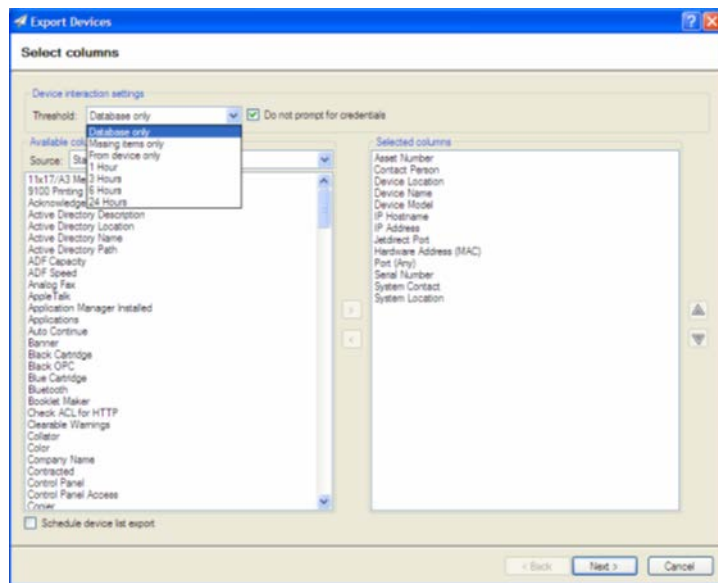 Export Devices
Select columns
Device interaction settings
Threshold: Database only Do not prompt for credentials
Database only
Missing items only
From device only
1 Hour
3 Hours
6 Hours
24 Hours
Available
Source:
11x17/A3
9100 Printing
Active Directory Description
Active Directory Location
Active Directory Name
Active Directory Path
ADF Capacity
ADF Speed
Analog Fax
AppleTalk
Application Manager Installed
Applications
Auto Continue
Banner
Black Cartridge
Black OPC
Blue Cartridge
Bluetooth
Booklet Maker
Check ACL for HTTP
Clearable Warnings
Collator
Color
Company Name
Contracted
Control Panel
Control Panel Access
Copier
Selected columns
Asset Number
Contact Person
Device Location
Device Name
Device Model
IP Hostname
IP Address
Jetdirect Port
Hardware Address (MAC)
Port (Any)
Serial Number
System Contact
System Location
> 
<
Schedule device list export
< Back Next > Cancel